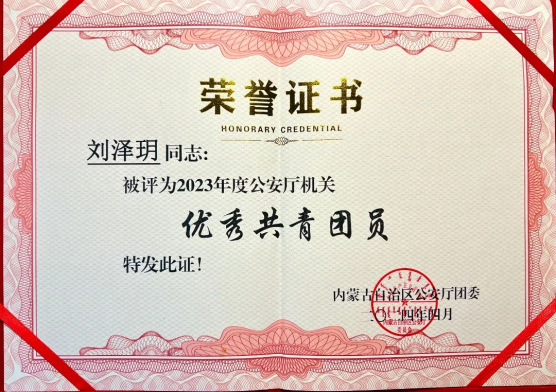 荣誉证书
HONORARY CREDENTIAL
刘泽玥同志:
被评为2023年度公安厅机关
优秀共青团员
特发此证!
内蒙古自治区公安厅团委
二〇二四年四月